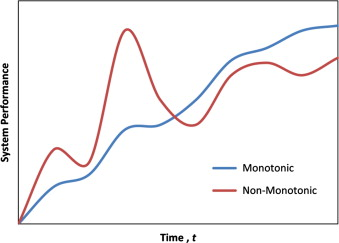 System Performance
Monotonic
Non-Monotonic
Time , t